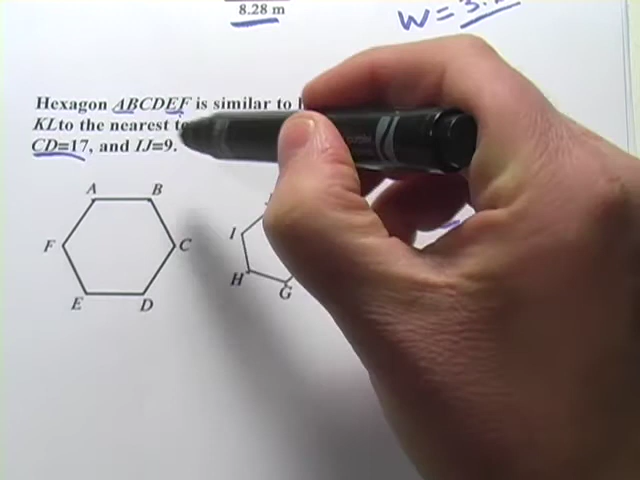 8.28 m
W = 3.
Hexagon ABCDEF is similar to
KL to the nearest
CD=17, and IJ=9.
A B
F C I
E D H G